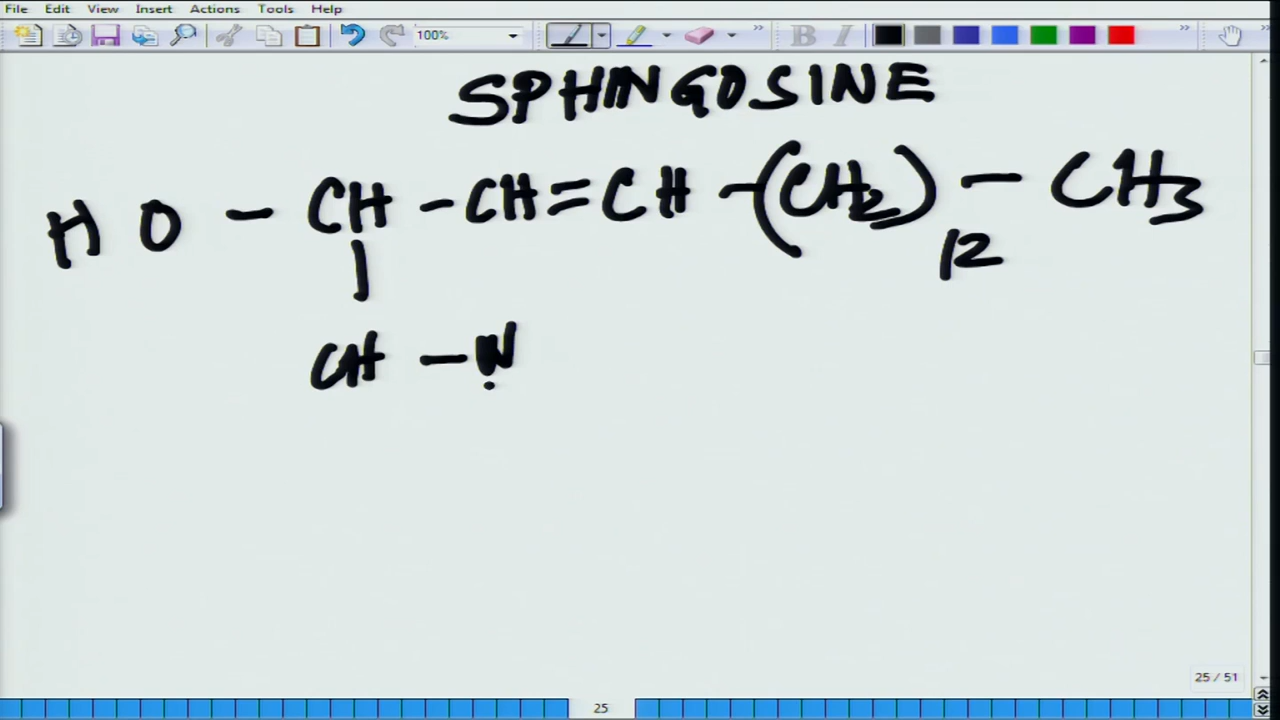 File Edit View Insert Actions Tools Help
100%
SPHINGOSINE
HO - CH - CH = CH - (CH2)12 - CH3
CH - N
25 / 51
25